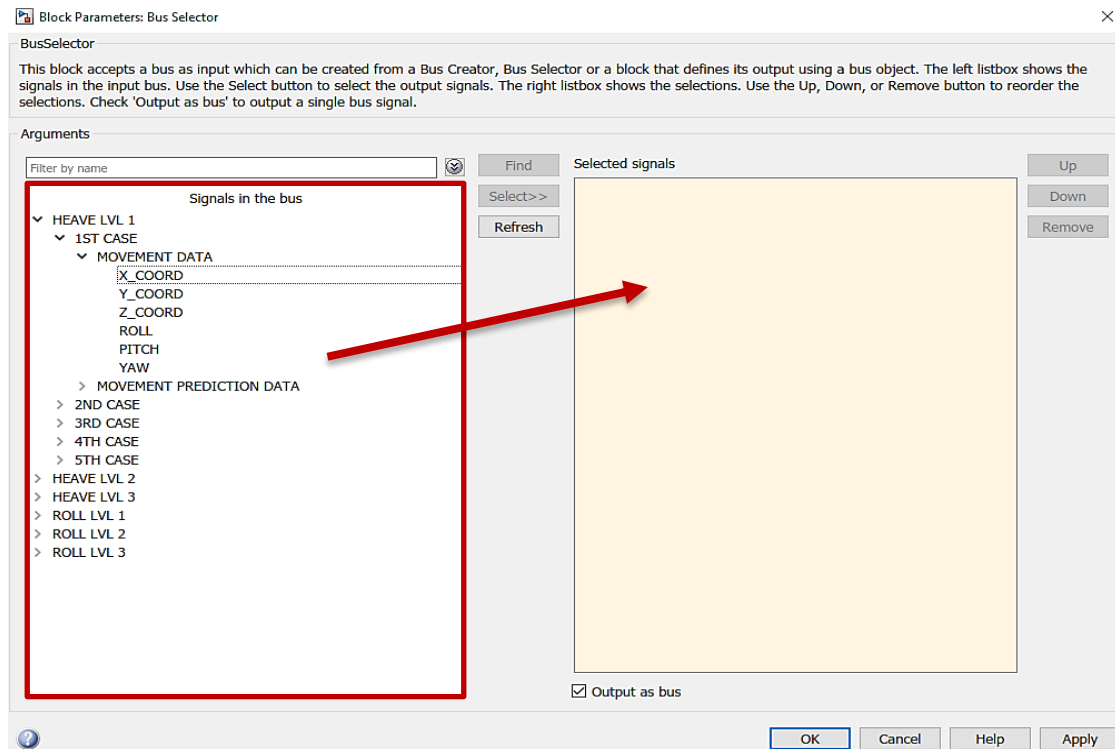 Block Parameters: Bus Selector
BusSelector
This block accepts a bus as input which can be created from a Bus Creator, Bus Selector or a block that defines its output using a bus object. The left listbox shows the
signals in the input bus. Use the Select button to select the output signals. The right listbox shows the selections. Use the Up, Down, or Remove button to reorder the
selections. Check 'Output as bus' to output a single bus signal.
Arguments
Filter by name
Find
Selected signals
Up
Signals in the bus
Select>>
Down
HEAVE LVL 1
Refresh
Remove
1ST CASE
MOVEMENT DATA
X_COORD
Y_COORD
Z_COORD
ROLL
PITCH
YAW
MOVEMENT PREDICTION DATA
2ND CASE
3RD CASE
4TH CASE
5TH CASE
HEAVE LVL 2
HEAVE LVL 3
ROLL LVL 1
ROLL LVL 2
ROLL LVL 3
Output as bus
?
OK
Cancel
Help
Apply